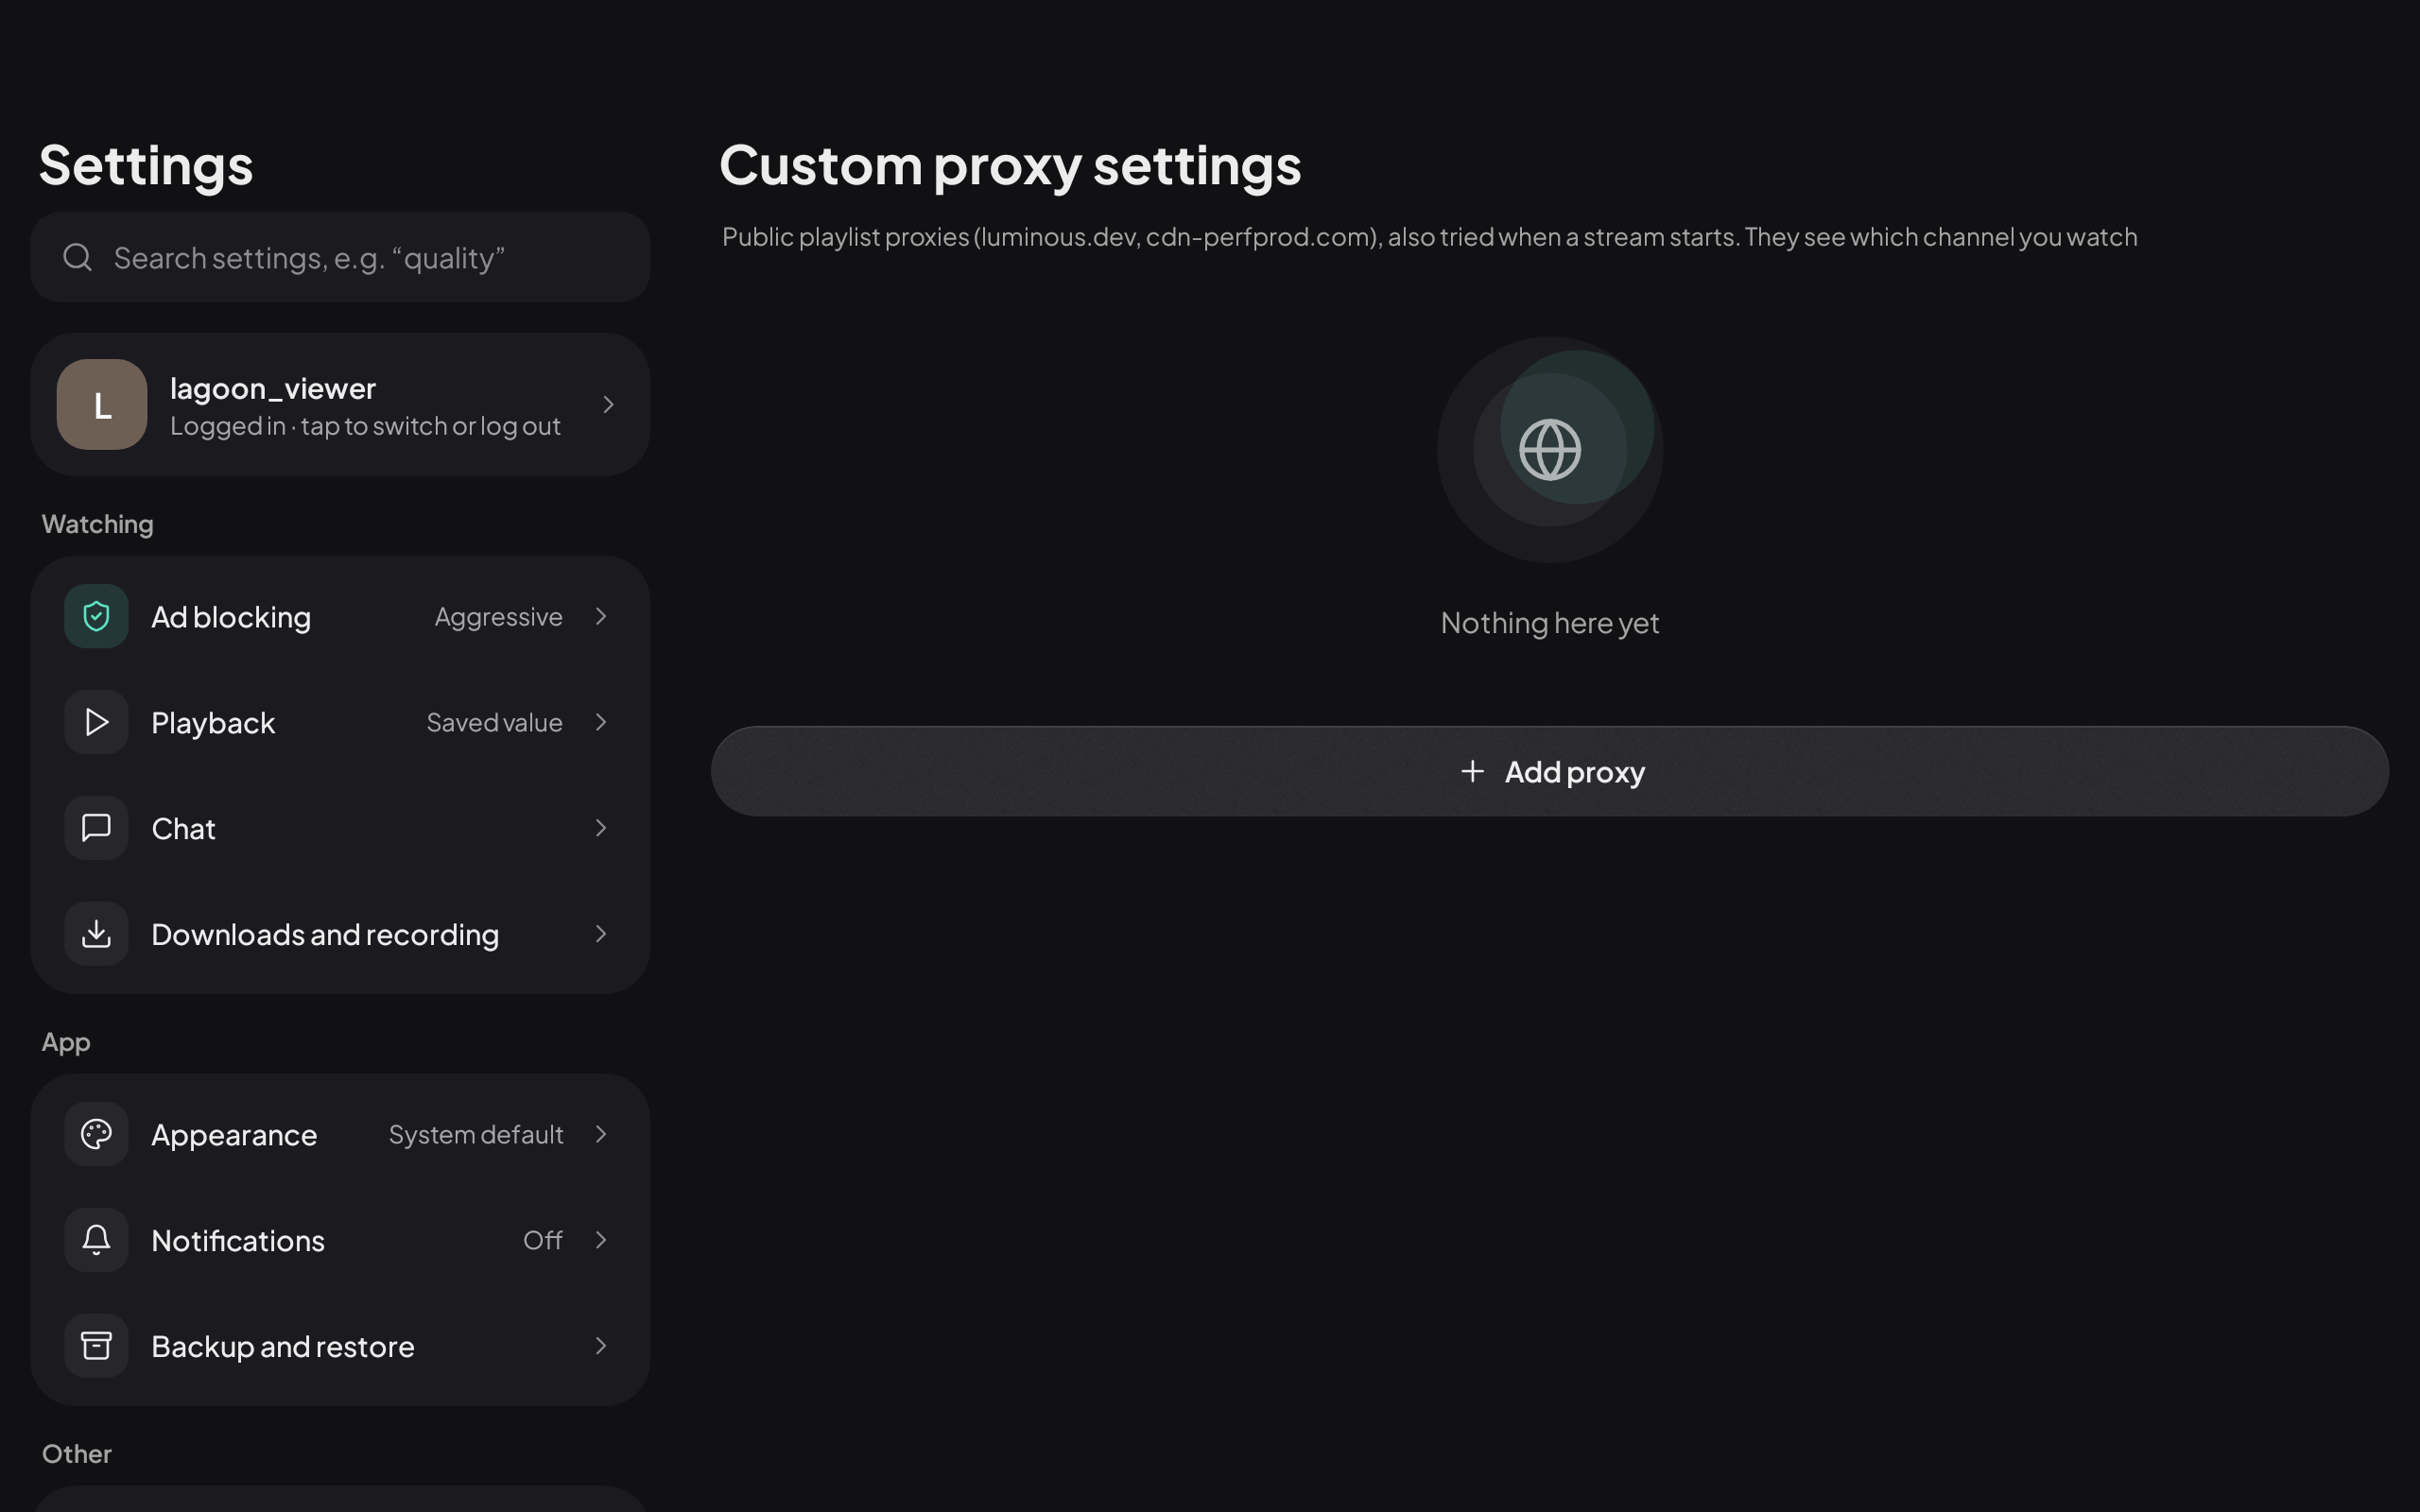 Settings
Search settings, e.g. “quality”
L
lagoon_viewer
Logged in · tap to switch or log out
Watching
Ad blocking
Aggressive
Playback
Saved value
Chat
Downloads and recording
App
Appearance
System default
Notifications
Off
Backup and restore
Other
Custom proxy settings
Public playlist proxies (luminous.dev, cdn-perfprod.com), also tried when a stream starts. They see which channel you watch
Nothing here yet
Add proxy